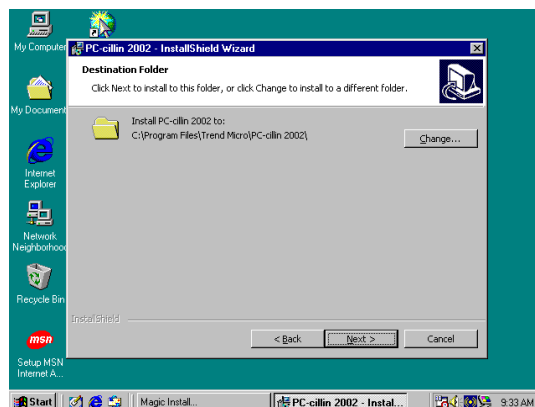 My Computer
PC-cillin 2002 - InstallShield Wizard
Destination Folder
Click Next to install to this folder, or click Change to install to a different folder.
My Document
Install PC-cillin 2002 to:
C:\Program Files\Trend Micro\PC-cillin 2002\
Change...
Internet
Explorer
Network
Neighborhood
Recycle Bin
InstallShield
< Back
Next >
Cancel
msn
Setup MSN
Internet A...
Start
Magic Install...
PC-cillin 2002 - Instal...
9:33 AM